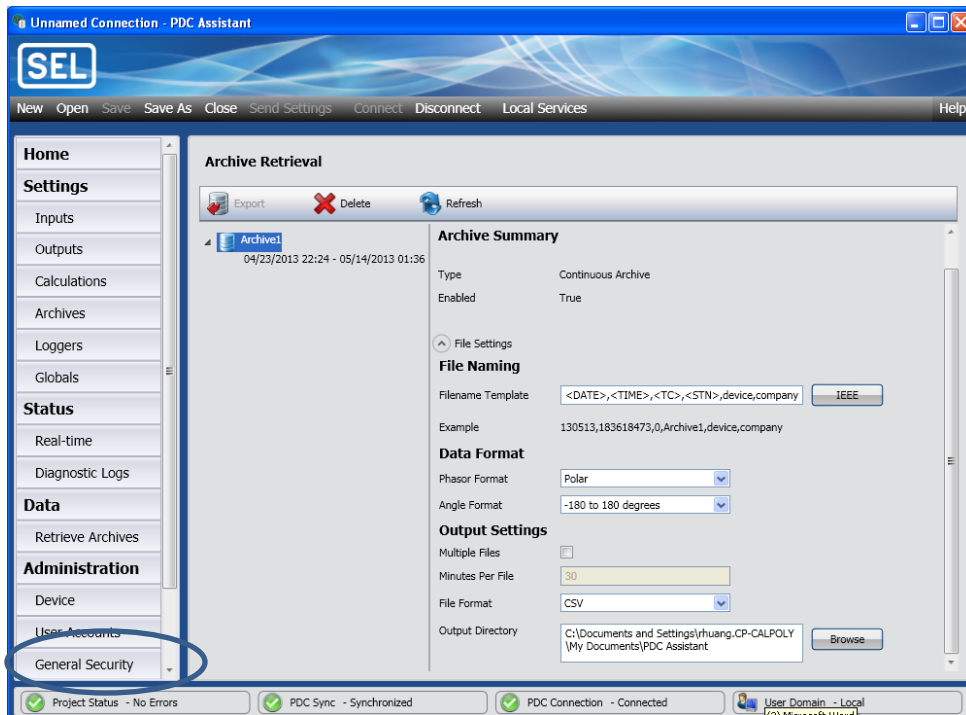 Unnamed Connection - PDC Assistant
SEL
New Open Save Save As Close Send Settings Connect Disconnect Local Services Help
Home
Settings
Inputs
Outputs
Calculations
Archives
Loggers
Globals
Status
Real-time
Diagnostic Logs
Data
Retrieve Archives
Administration
Device
User Accounts
General Security
Archive Retrieval
Export Delete Refresh
Archive1
04/23/2013 22:24 - 05/14/2013 01:36
Archive Summary
Type Continuous Archive
Enabled True
File Settings
File Naming
Filename Template <DATE>,<TIME>,<TC>,<STN>,device,company IEEE
Example 130513,183618473,0,Archive1,device,company
Data Format
Phasor Format Polar
Angle Format -180 to 180 degrees
Output Settings
Multiple Files
Minutes Per File 30
File Format CSV
Output Directory C:\Documents and Settings\rhuang.CP-CALPOLY
\My Documents\PDC Assistant Browse
Project Status - No Errors PDC Sync - Synchronized PDC Connection - Connected User Domain - Local
(2) Microsoft Word